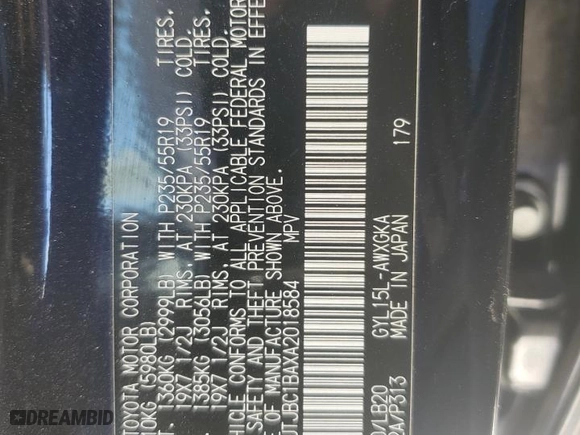 TOYOTA MOTOR CORPORATION
10KG (5980LB)
T. 1360KG (2999LB) WITH P235/55R19 TIRES,
19X7 1/2J RIMS, AT 230KPA (33PSI) COLD.
1385KG (3056LB) WITH P235/55R19 TIRES,
19X7 1/2J RIMS, AT 230KPA (33PSI) COLD.
HICLE CONFORMS TO ALL APPLICABLE FEDERAL MOTOR
SAFETY AND THEFT PREVENTION STANDARDS IN EFFE
OF MANUFACTURE SHOWN ABOVE.
UTJBC1BAXA2018584 MPV
/LB20 GYL15L-AWXGKA 179
A/P313 MADE IN JAPAN
DREAMBID